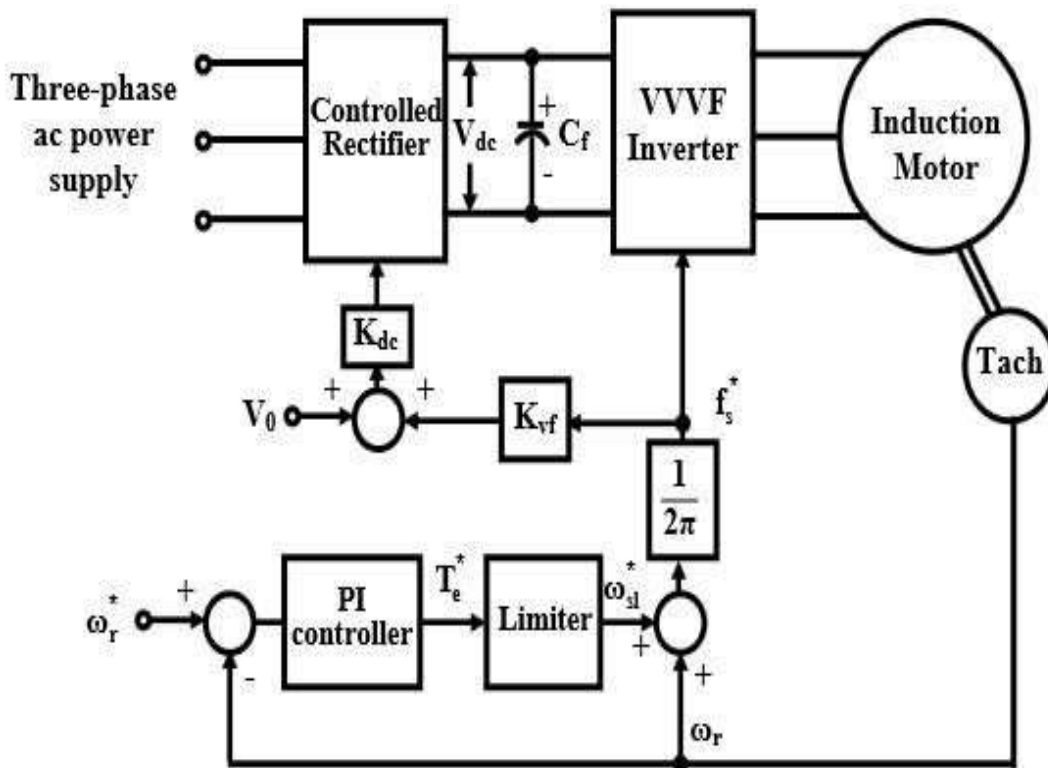 Three-phase
ac power
supply
Controlled
Rectifier
V_dc
+
C_f
-
VVVF
Inverter
Induction
Motor
Tach
K_dc
+
+
V_0
K_vf
f_s^*
1
2π
ω_r^*
+
-
PI
controller
T_e^*
Limiter
ω_sl^*
+
+
ω_r